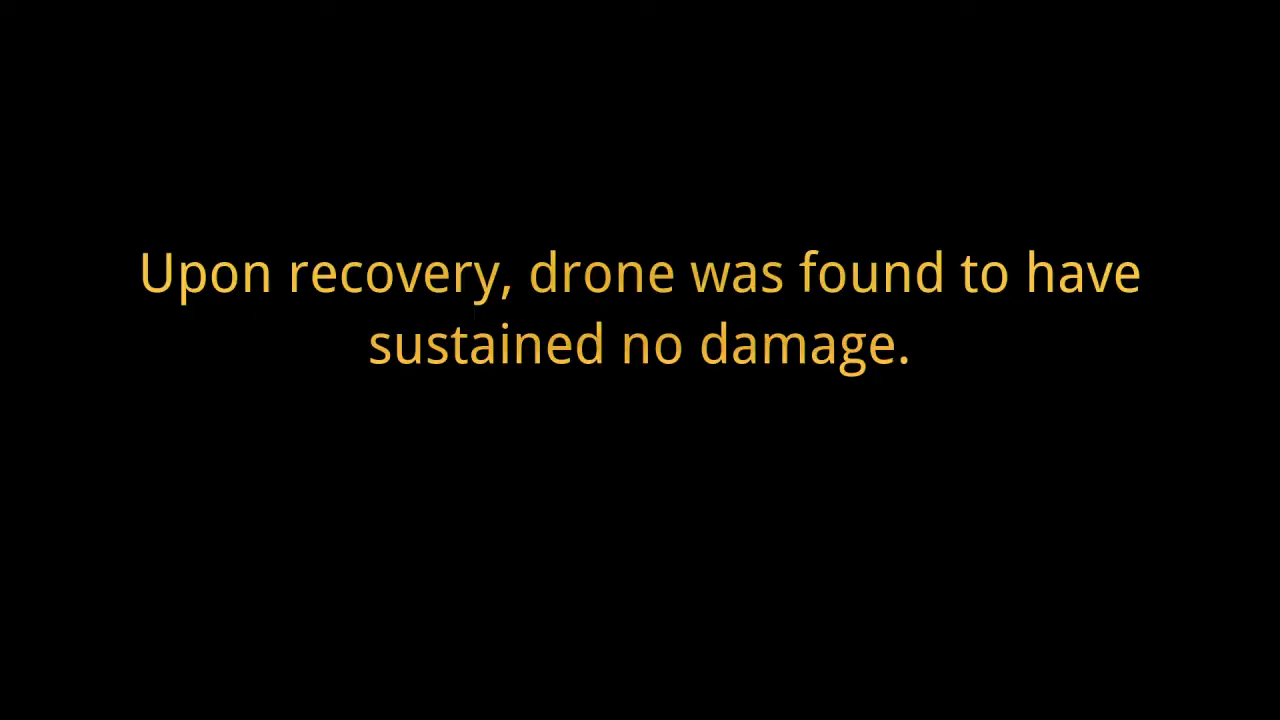 Upon recovery, drone was found to have
sustained no damage.